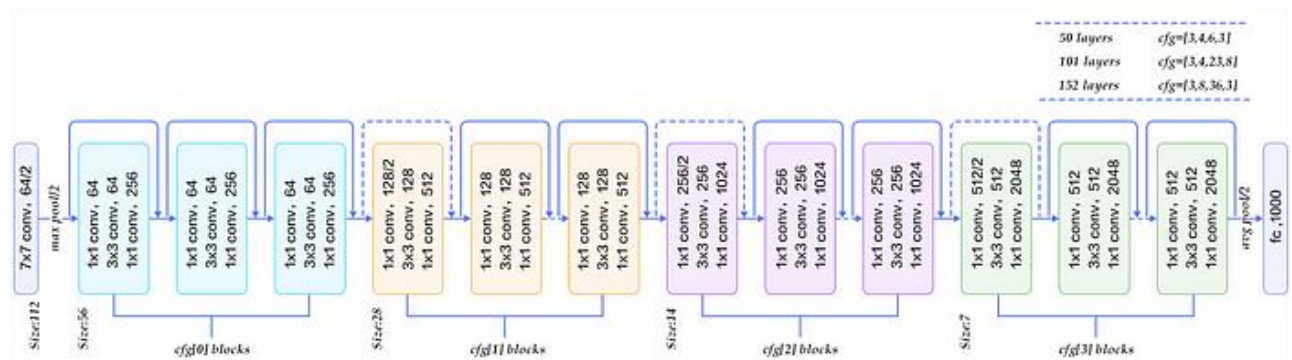 50 layers cfg=[3,4,6,3]
101 layers cfg=[3,4,23,8]
152 layers cfg=[3,8,36,3]
7x7 conv, 64/2
max pool/2
1x1 conv, 64
3x3 conv, 64
1x1 conv, 256
1x1 conv, 64
3x3 conv, 64
1x1 conv, 256
1x1 conv, 64
3x3 conv, 64
1x1 conv, 256
1x1 conv, 128/2
3x3 conv, 128
1x1 conv, 512
1x1 conv, 128
3x3 conv, 128
1x1 conv, 512
1x1 conv, 128
3x3 conv, 128
1x1 conv, 512
1x1 conv, 256/2
3x3 conv, 256
1x1 conv, 1024
1x1 conv, 256
3x3 conv, 256
1x1 conv, 1024
1x1 conv, 256
3x3 conv, 256
1x1 conv, 1024
1x1 conv, 512/2
3x3 conv, 512
1x1 conv, 2048
1x1 conv, 512
3x3 conv, 512
1x1 conv, 2048
1x1 conv, 512
3x3 conv, 512
1x1 conv, 2048
avg pool/2
fc ,1000
Size:112
Size:56
cfg[0] blocks
Size:28
cfg[1] blocks
Size:14
cfg[2] blocks
Size:7
cfg[3] blocks